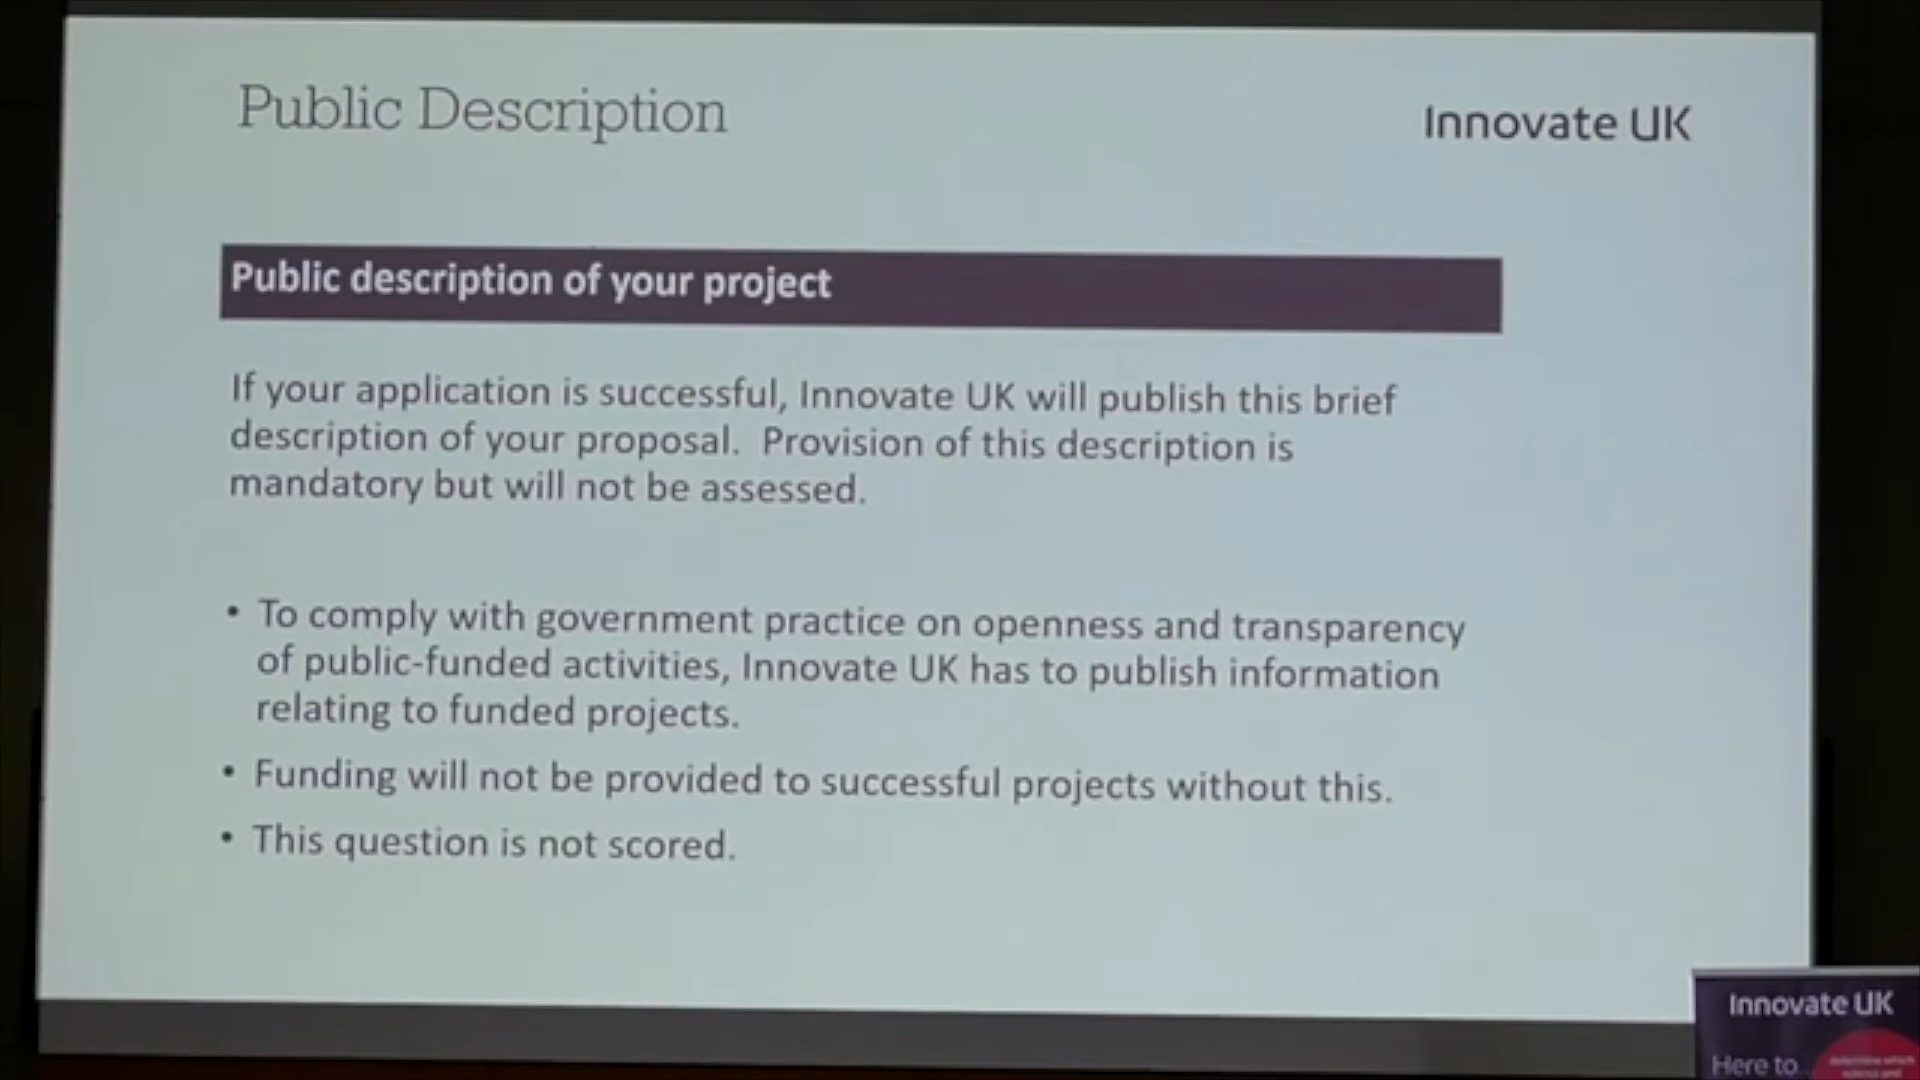 Public Description
Innovate UK
Public description of your project
If your application is successful, Innovate UK will publish this brief
description of your proposal.  Provision of this description is
mandatory but will not be assessed.
• To comply with government practice on openness and transparency
of public-funded activities, Innovate UK has to publish information
relating to funded projects.
• Funding will not be provided to successful projects without this.
• This question is not scored.
Innovate UK
Here to
determine which
science and